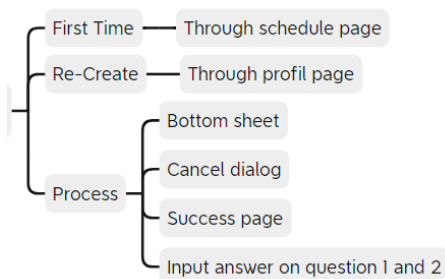 First Time
Through schedule page
Re-Create
Through profil page
Process
Bottom sheet
Cancel dialog
Success page
Input answer on question 1 and 2